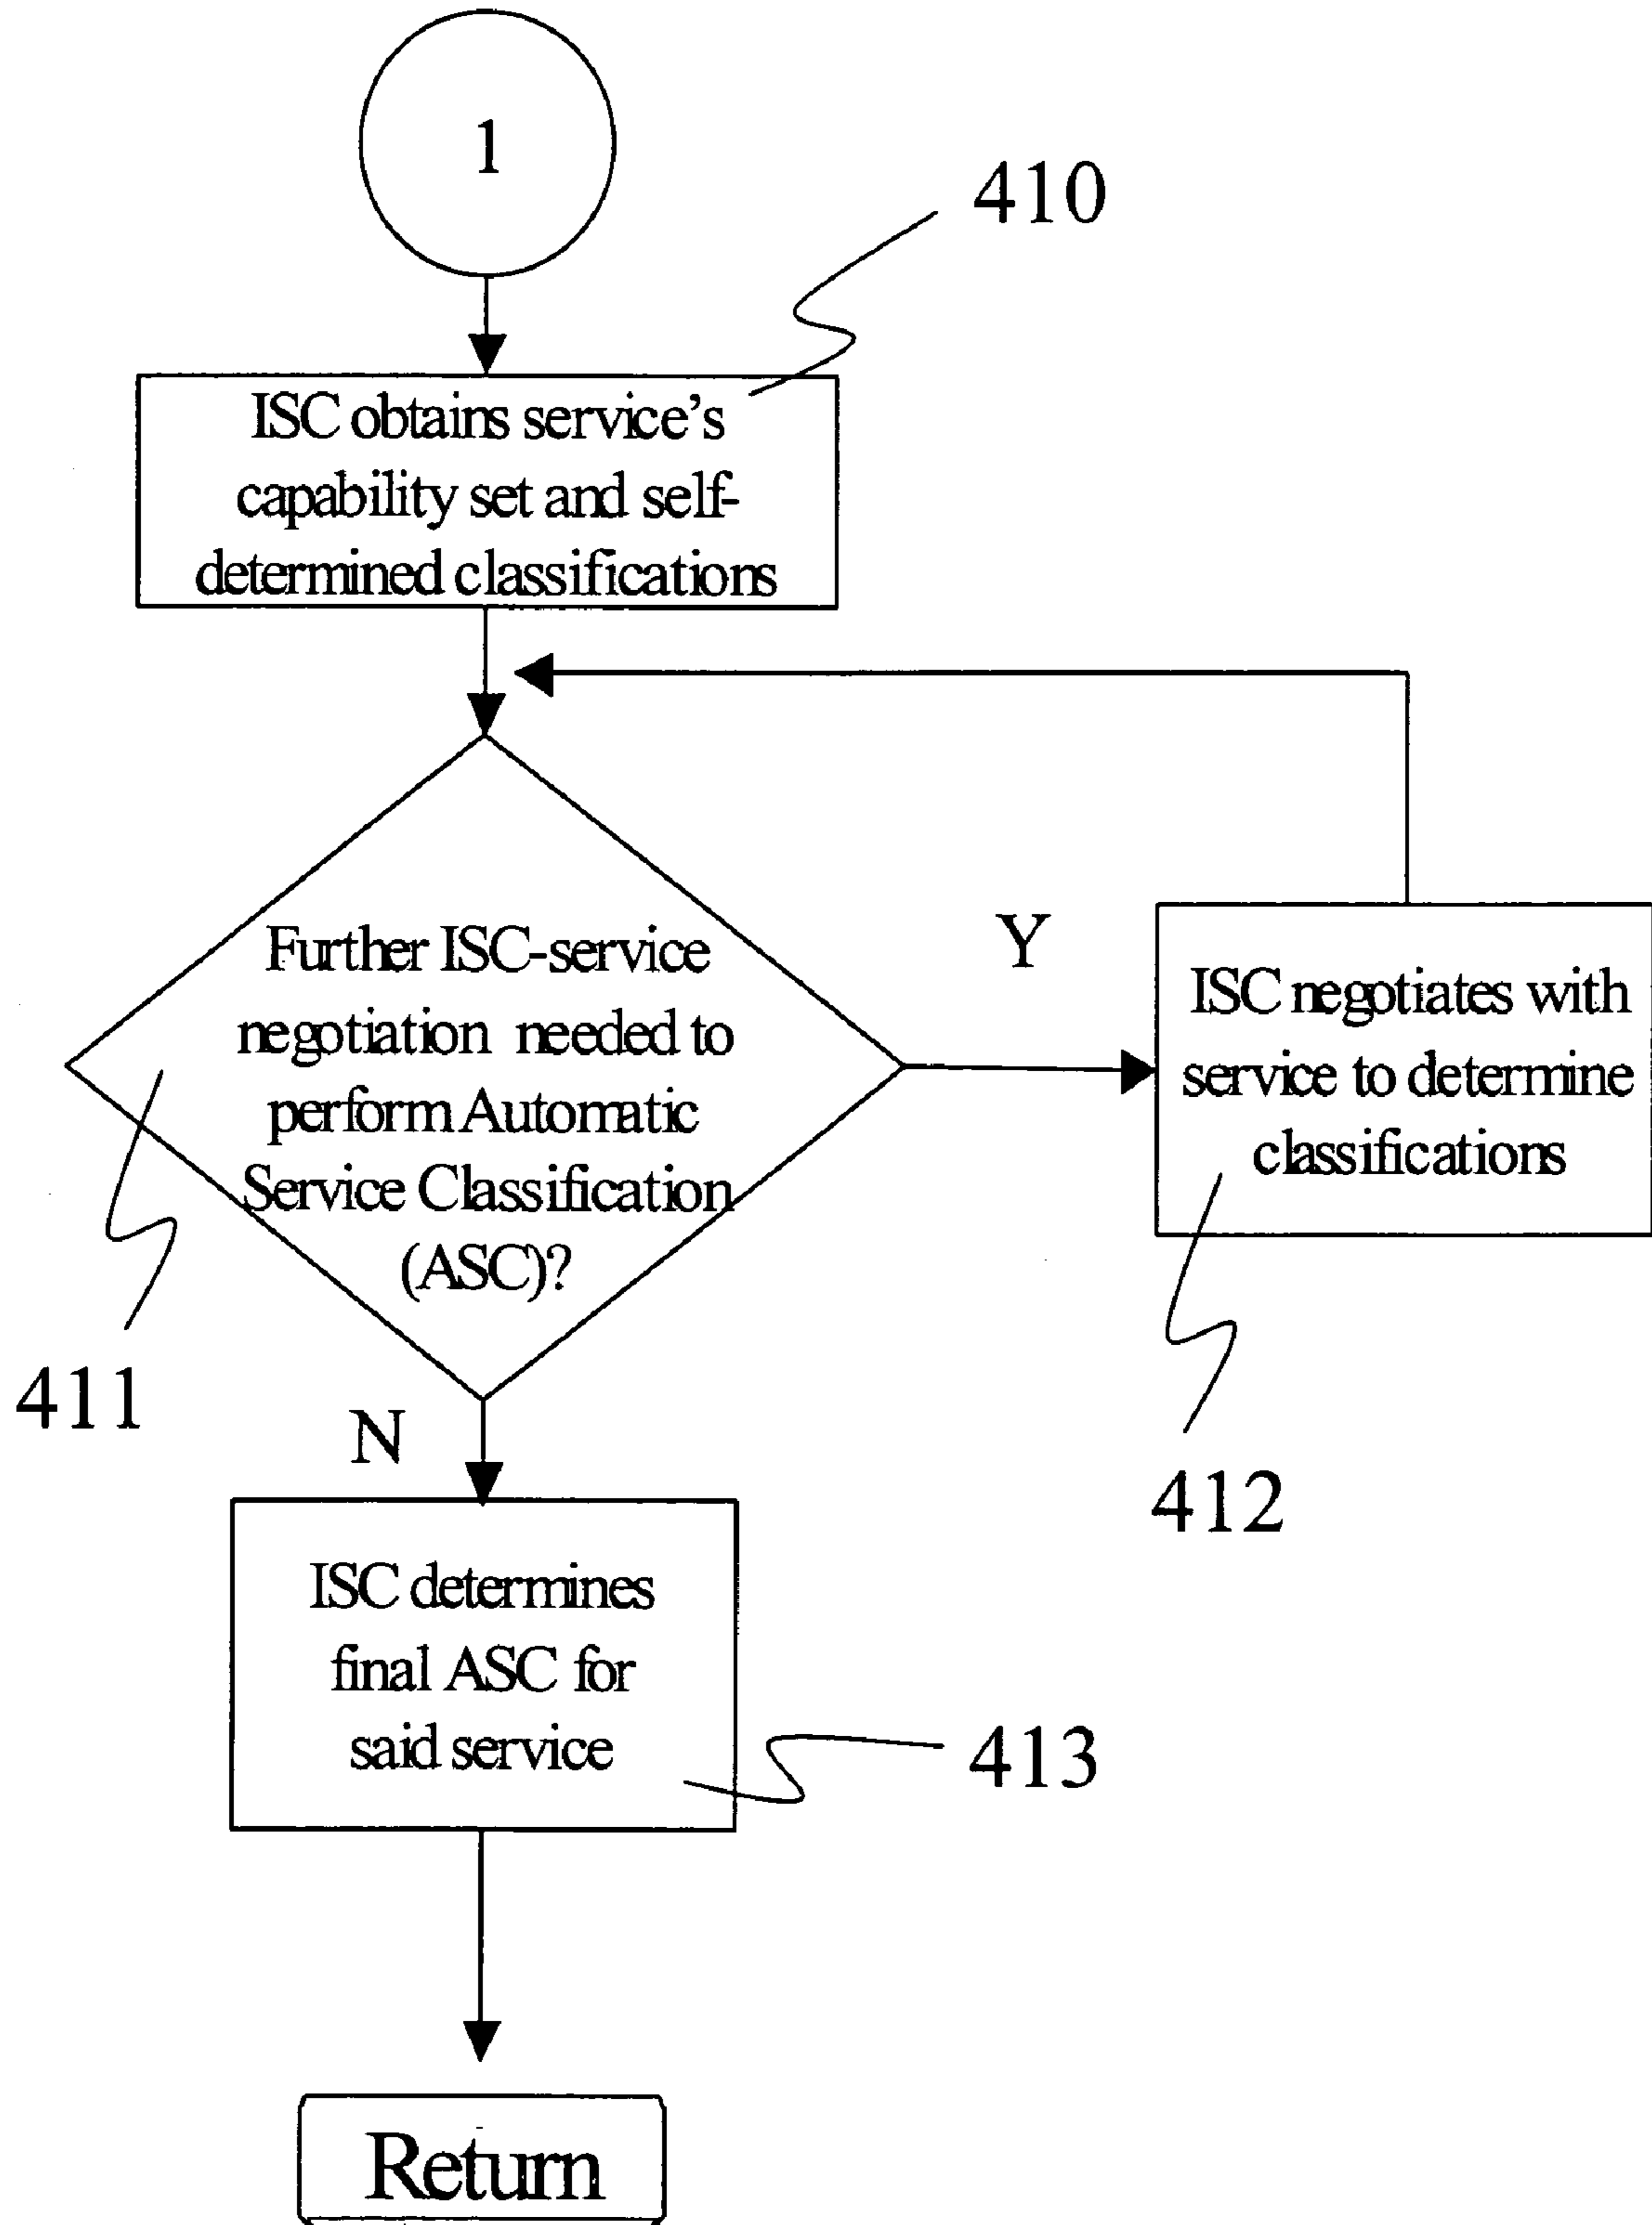 1
410
ISC obtains service’s
capability set and self-
determined classifications
Further ISC-service
negotiation needed to
perform Automatic
Service Classification
(ASC)?
Y
ISC negotiates with
service to determine
classifications
411
N
412
ISC determines
final ASC for
said service
413
Return